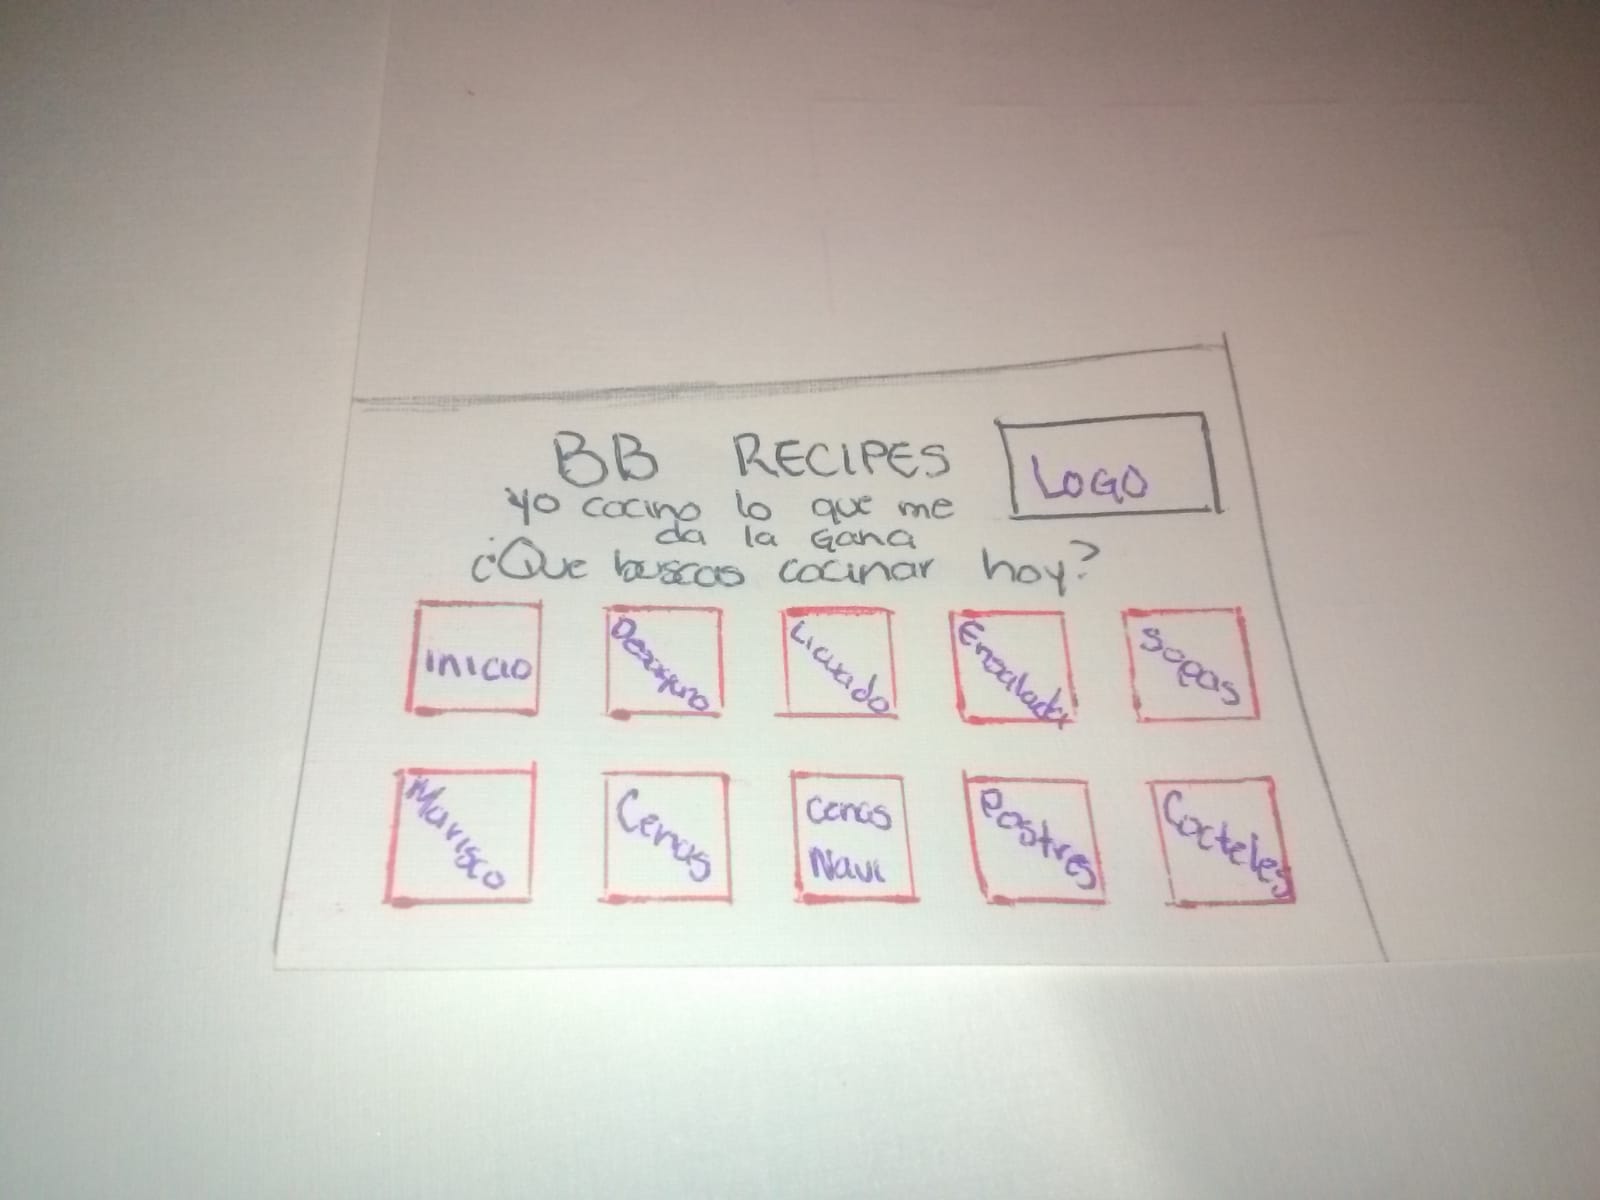 BB RECIPES
LOGO
yo cocino lo que me
da la gana
¿Que buscas cocinar hoy?
inicio
Desayuno
Licuado
Ensaladas
Sopas
Marisco
Cenas
Cenas
Navi
Postres
Cocteles